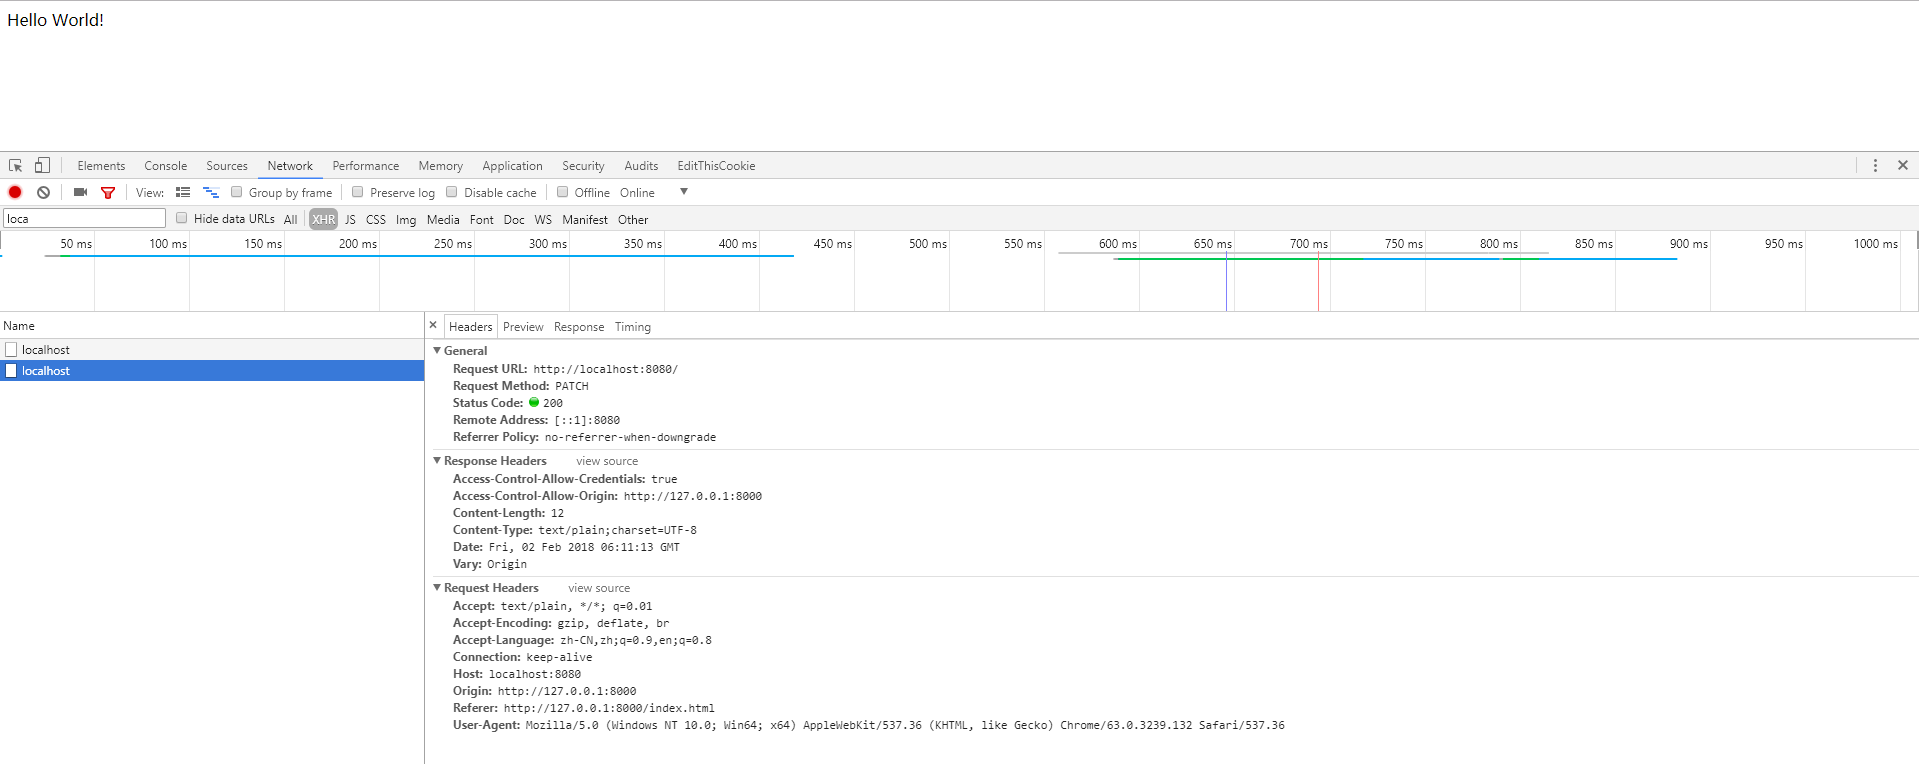 Hello World!
Elements Console Sources Network Performance Memory Application Security Audits EditThisCookie
View: Group by frame Preserve log Disable cache Offline Online
loca Hide data URLs All XHR JS CSS Img Media Font Doc WS Manifest Other
50 ms 100 ms 150 ms 200 ms 250 ms 300 ms 350 ms 400 ms 450 ms 500 ms 550 ms 600 ms 650 ms 700 ms 750 ms 800 ms 850 ms 900 ms 950 ms 1000 ms
Name
localhost
localhost
Headers Preview Response Timing
General
Request URL: http://localhost:8080/
Request Method: PATCH
Status Code: 200
Remote Address: [::1]:8080
Referrer Policy: no-referrer-when-downgrade
Response Headers view source
Access-Control-Allow-Credentials: true
Access-Control-Allow-Origin: http://127.0.0.1:8000
Content-Length: 12
Content-Type: text/plain;charset=UTF-8
Date: Fri, 02 Feb 2018 06:11:13 GMT
Vary: Origin
Request Headers view source
Accept: text/plain, */*; q=0.01
Accept-Encoding: gzip, deflate, br
Accept-Language: zh-CN,zh;q=0.9,en;q=0.8
Connection: keep-alive
Host: localhost:8080
Origin: http://127.0.0.1:8000
Referer: http://127.0.0.1:8000/index.html
User-Agent: Mozilla/5.0 (Windows NT 10.0; Win64; x64) AppleWebKit/537.36 (KHTML, like Gecko) Chrome/63.0.3239.132 Safari/537.36